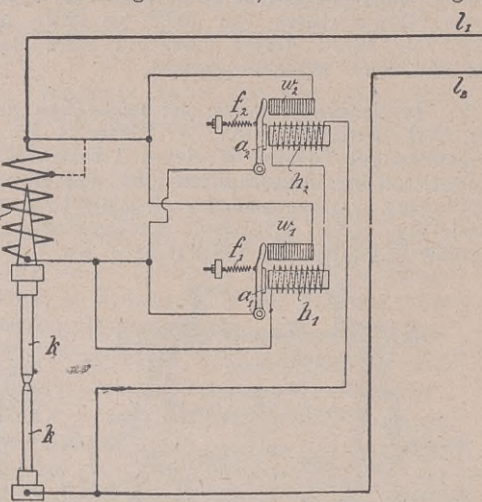 l₁
l₂
w₂
f₂
a₂
h₂
w₁
f₁
a₁
h₁
k
k